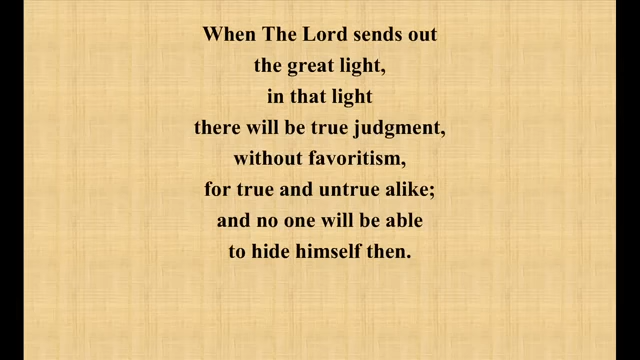 When The Lord sends out
the great light,
in that light
there will be true judgment,
without favoritism,
for true and untrue alike;
and no one will be able
to hide himself then.